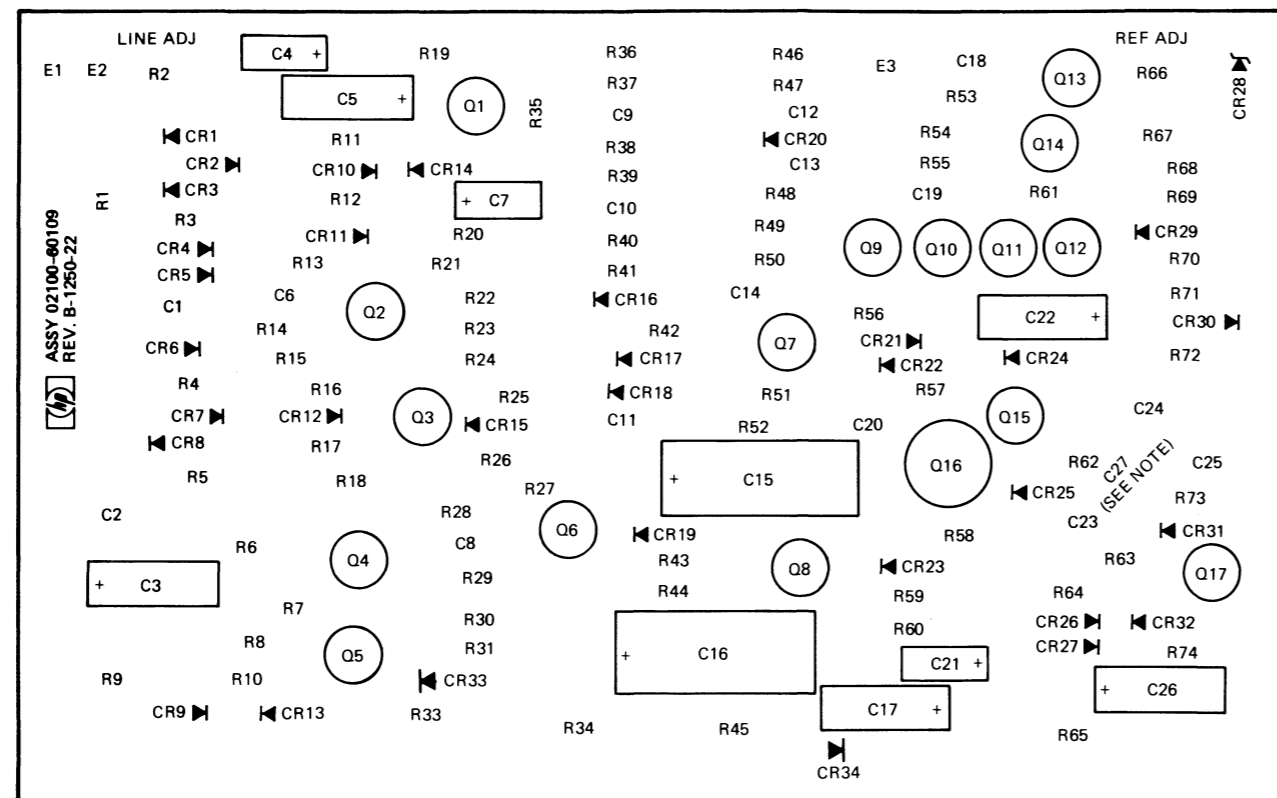 LINE ADJ
REF ADJ
E1 E2 R2 C4 + R19 R36 R46 E3 C18 Q13 R66 CR28
C5 + Q1 R35 R37 R47 R53
C9 C12
CR1 R11 R38 CR20 R54 Q14 R67
CR2 CR10 CR14 C13 R55 R68
CR3 R1 R12 + C7 R39 R48 C19 R61 R69
R3 C10
CR4 CR11 R20 R40 R49 Q9 Q10 Q11 Q12 CR29
CR5 R13 R21 R41 R50 R70
ASSY 02100-60109
REV. B-1250-22
hp
C1 C6 Q2 R22 CR16 C14 R56 C22 + R71
R14 R23 R42 Q7 CR21 CR30
CR6 R15 R24 CR17 CR22 CR24 R72
R4 R16 R25 CR18 R51 R57
CR7 CR12 Q3 CR15 C11 R52 C20 Q15 C24
CR8 R17 R26 Q16 R62 C27 C25
(SEE NOTE)
R5 R18 R27 + C15 CR25 R73
C2 R28 Q6 CR19 R58 C23 CR31
R6 Q4 C8 R43 Q8 CR23 R63 Q17
+ C3 R29 R44 R59 R64
R7 R30 CR26 CR32
R8 Q5 R31 + C16 R60 CR27 R74
R9 R10 CR33 C21 + + C26
CR9 CR13 R33 R34 R45 C17 + R65
CR34